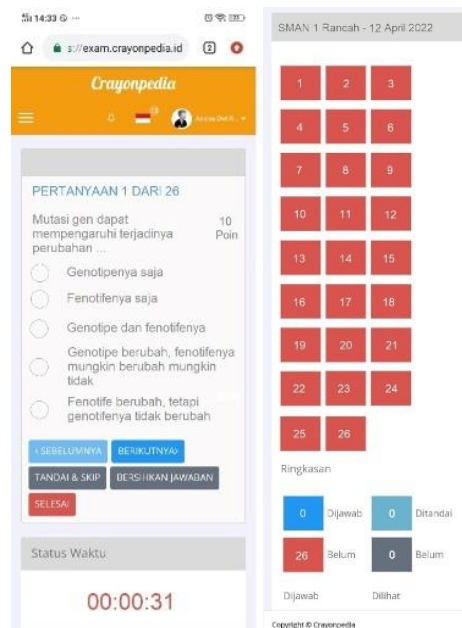 14:33
s://exam.crayonpedia.id
2
Crayonpedia
PERTANYAAN 1 DARI 26
Mutasi gen dapat
mempengaruhi terjadinya
perubahan ...
10
Poin
Genotipenya saja
Fenotifenya saja
Genotipe dan fenotifenya
Genotipe berubah, fenotifenya
mungkin berubah mungkin
tidak
Fenotife berubah, tetapi
genotifenya tidak berubah
‹ SEBELUMNYA
BERIKUTNYA›
TANDAI & SKIP
BERSIHKAN JAWABAN
SELESAI
Status Waktu
00:00:31
SMAN 1 Rancah - 12 April 2022
1 2 3
4 5 6
7 8 9
10 11 12
13 14 15
16 17 18
19 20 21
22 23 24
25 26
Ringkasan
0 Dijawab 0 Ditandai
26 Belum 0 Belum
Dijawab Dilihat
Copyright © Crayonpedia